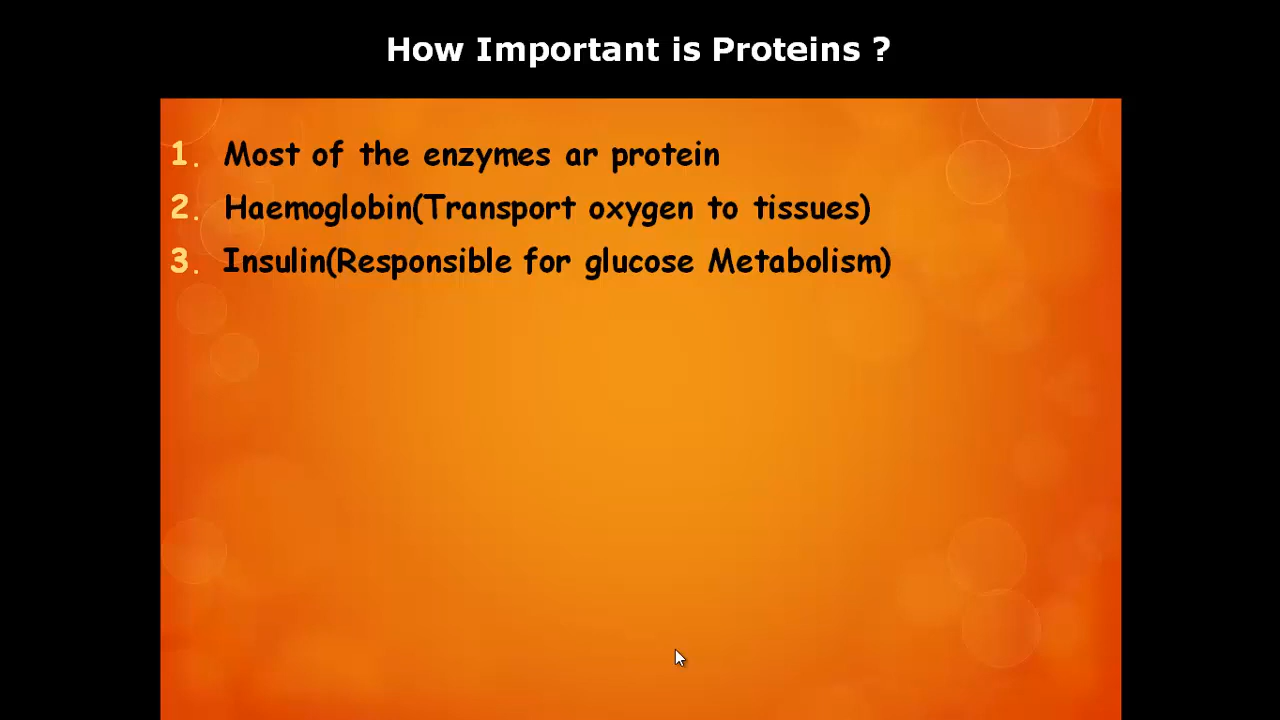 How Important is Proteins ?
1. Most of the enzymes ar protein
2. Haemoglobin(Transport oxygen to tissues)
3. Insulin(Responsible for glucose Metabolism)